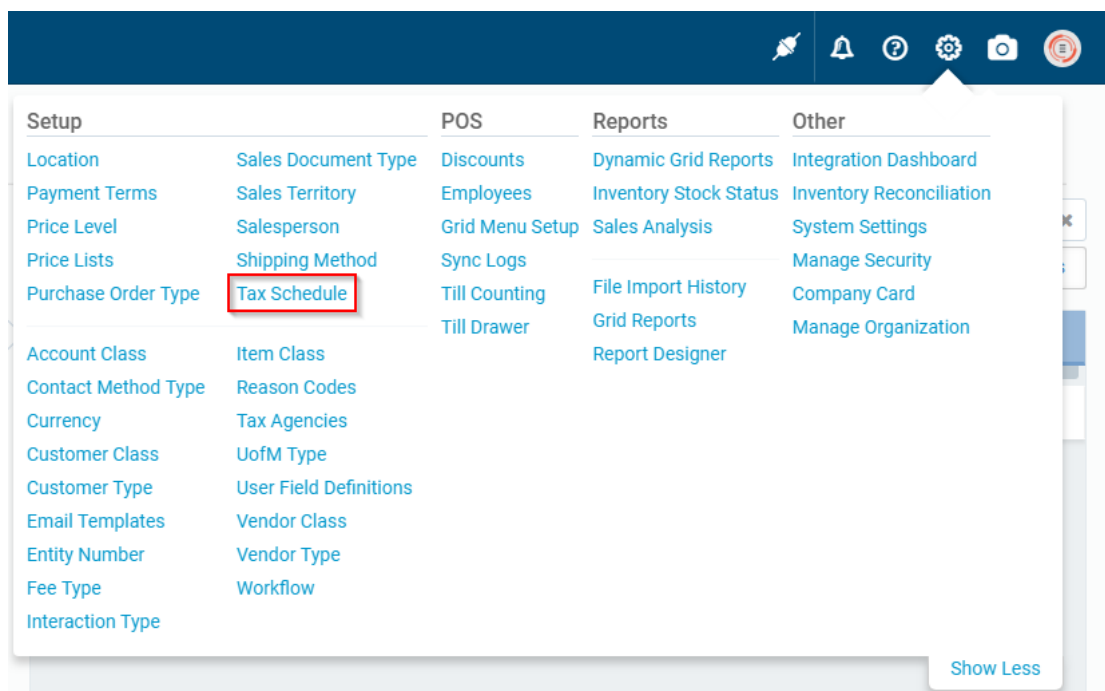 Setup
Location
Payment Terms
Price Level
Price Lists
Purchase Order Type
Sales Document Type
Sales Territory
Salesperson
Shipping Method
Tax Schedule
Account Class
Contact Method Type
Currency
Customer Class
Customer Type
Email Templates
Entity Number
Fee Type
Interaction Type
Item Class
Reason Codes
Tax Agencies
UofM Type
User Field Definitions
Vendor Class
Vendor Type
Workflow
POS
Discounts
Employees
Grid Menu Setup
Sync Logs
Till Counting
Till Drawer
Reports
Dynamic Grid Reports
Inventory Stock Status
Sales Analysis
File Import History
Grid Reports
Report Designer
Other
Integration Dashboard
Inventory Reconciliation
System Settings
Manage Security
Company Card
Manage Organization
Show Less